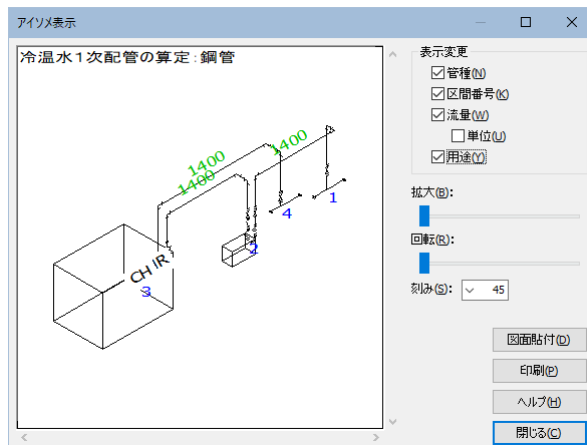 アイソメ表示
冷温水1次配管の算定:鋼管
1400
1400
1400
1
4
2
CHIR
3
表示変更
管種(N)
区間番号(K)
流量(W)
単位(U)
用途(Y)
拡大(B):
回転(R):
刻み(S): 45
図面貼付(D)
印刷(P)
ヘルプ(H)
閉じる(C)